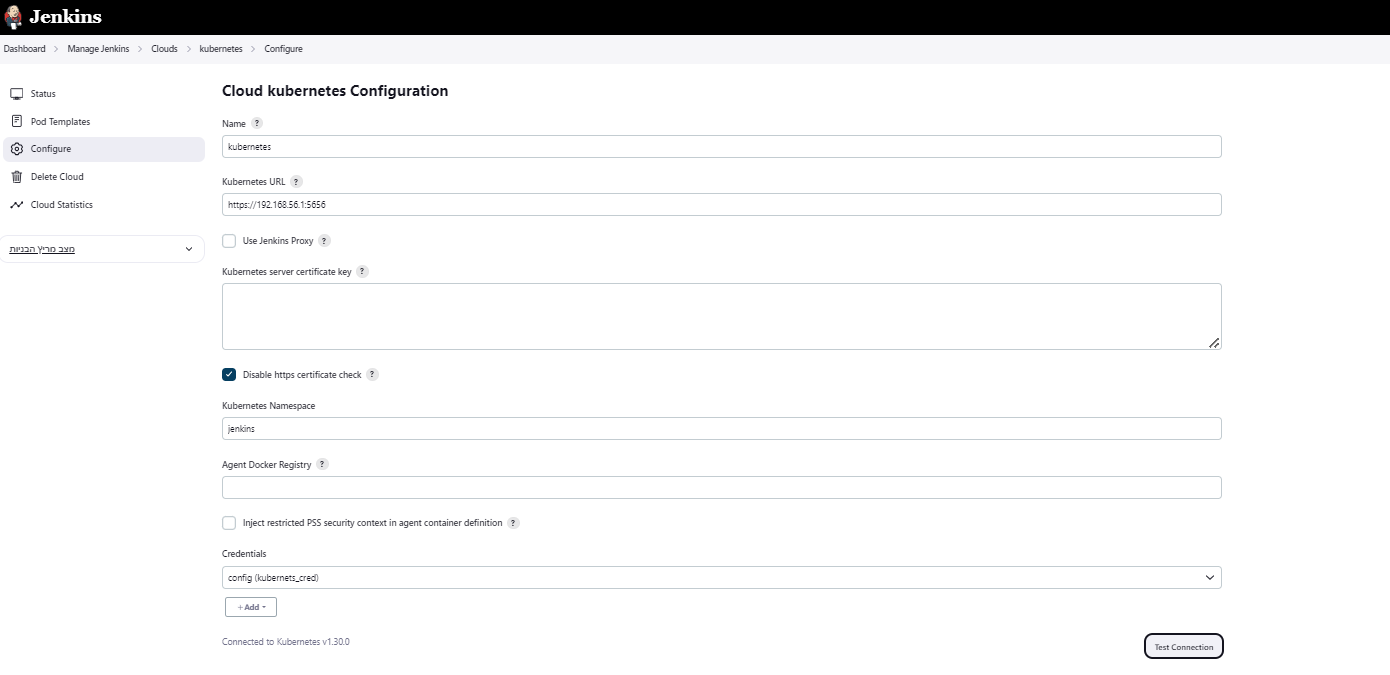 Jenkins
Dashboard > Manage Jenkins > Clouds > kubernetes > Configure
Status
Pod Templates
Configure
Delete Cloud
Cloud Statistics
מצב מריץ הבניות
Cloud kubernetes Configuration
Name ?
kubernetes
Kubernetes URL ?
https://192.168.56.1:5656
Use Jenkins Proxy ?
Kubernetes server certificate key ?
Disable https certificate check ?
Kubernetes Namespace
jenkins
Agent Docker Registry ?
Inject restricted PSS security context in agent container definition ?
Credentials
config (kubernets_cred)
+ Add
Connected to Kubernetes v1.30.0
Test Connection